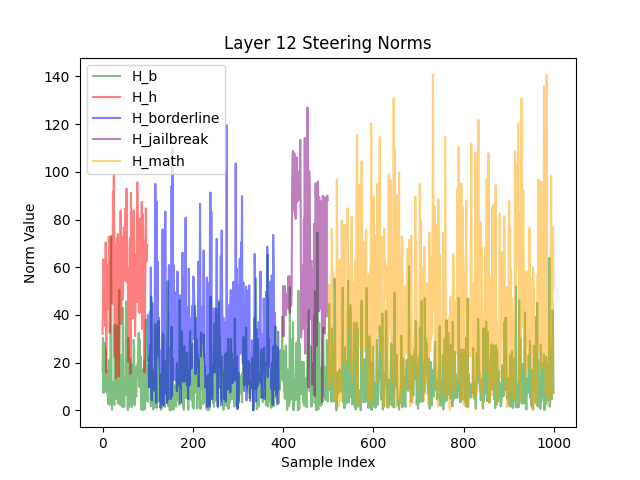 Layer 12 Steering Norms
H_b
H_h
H_borderline
H_jailbreak
H_math
Norm Value
140
120
100
80
60
40
20
0
0 200 400 600 800 1000
Sample Index